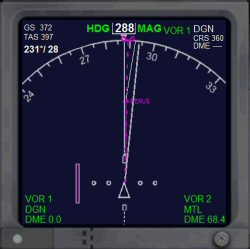 GS 372 HDG 288 MAG VOR 1 DGN
TAS 397 CRS 360
231°/ 28 DME ----
24
27
30
33
VOR 1 VOR 2
DGN MTL
DME 0.0 DME 68.4